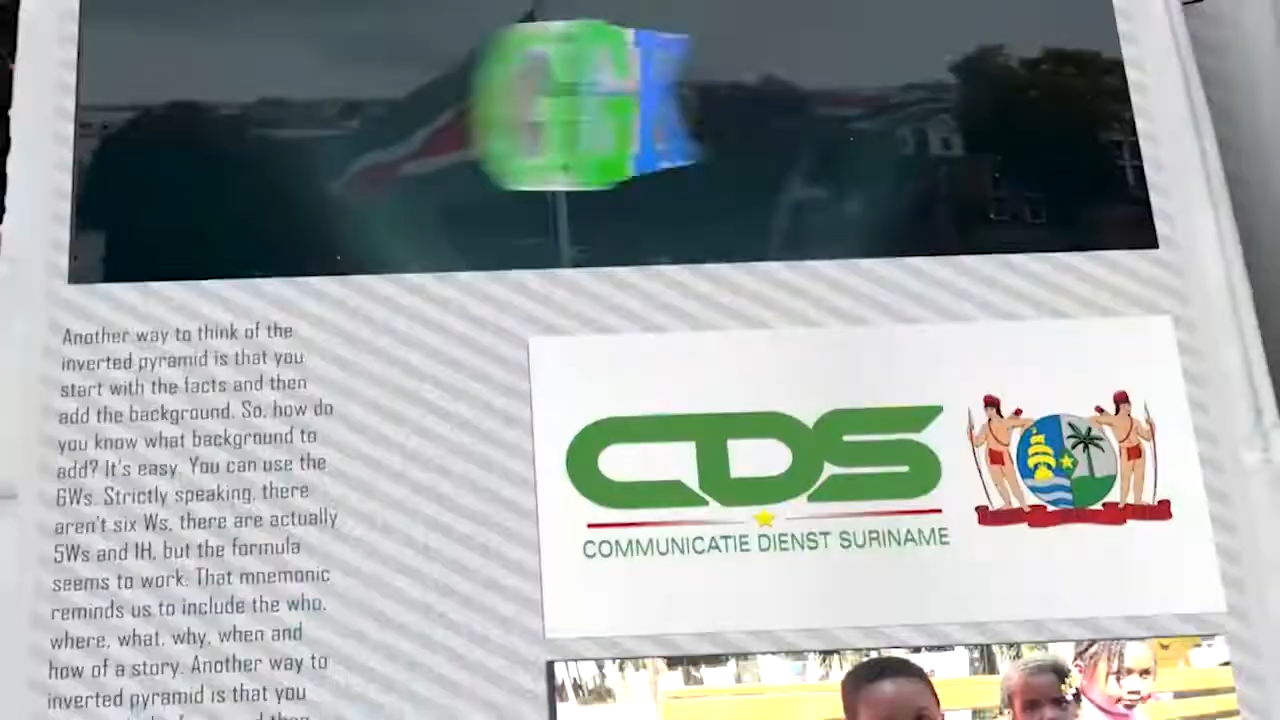 Another way to think of the
inverted pyramid is that you
start with the facts and then
add the background. So, how do
you know what background to
add? It's easy. You can use the
6Ws. Strictly speaking, there
aren't six Ws, there are actually
5Ws and 1H, but the formula
seems to work. That mnemonic
reminds us to include the who,
where, what, why, when and
how of a story. Another way to
inverted pyramid is that you
CDS
COMMUNICATIE DIENST SURINAME